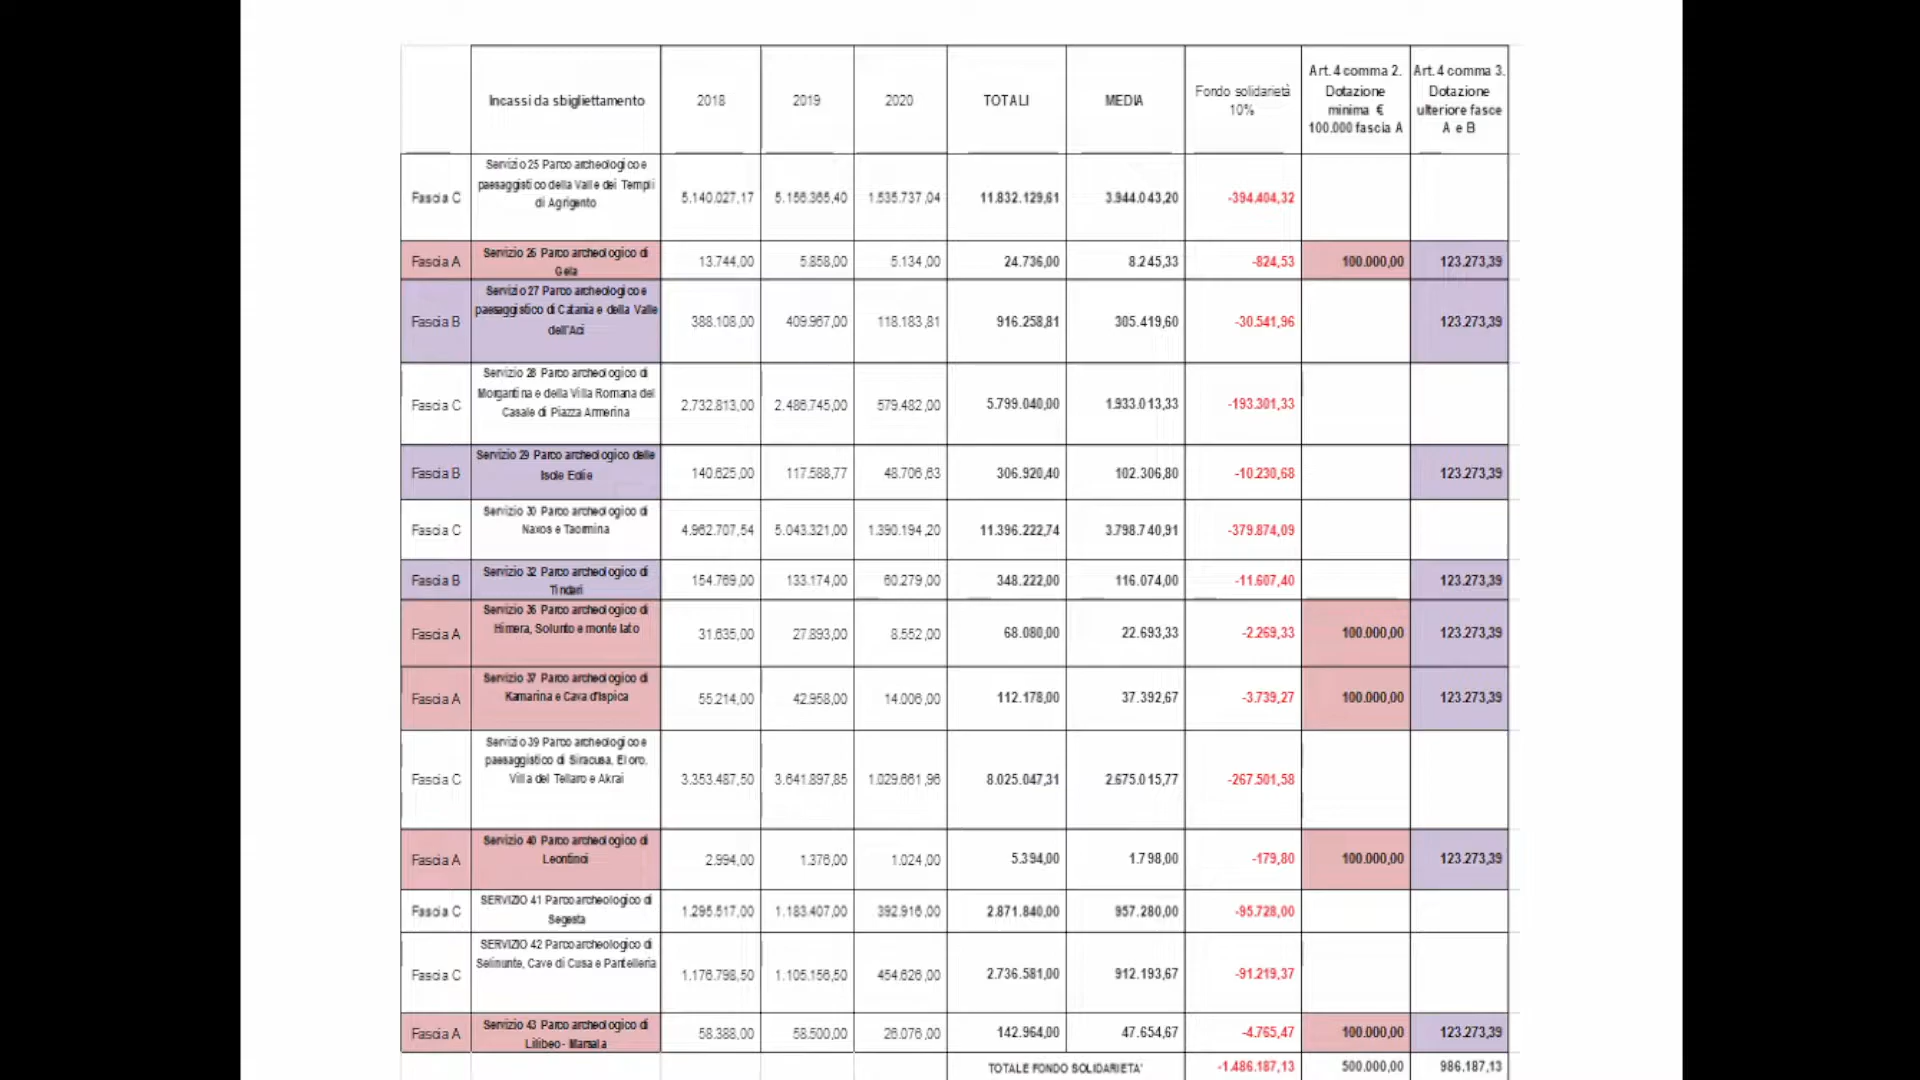 Incassi da sbigliettamento 2018 2019 2020 TOTALI MEDIA Fondo solidarietà 10% Art. 4 comma 2. Dotazione minima € 100.000 fascia A Art. 4 comma 3. Dotazione ulteriore fasce A e B
Fascia C Servizio 25 Parco archeologico e paesaggistico della Valle dei Templi di Agrigento 5.140.027,17 5.156.365,40 1.535.737,04 11.832.129,61 3.944.043,20 -394.404,32
Fascia A Servizio 26 Parco archeologico di Gela 13.744,00 5.858,00 5.134,00 24.736,00 8.245,33 -824,53 100.000,00 123.273,39
Fascia B Servizio 27 Parco archeologico e paesaggistico di Catania e della Valle dell'Aci 388.108,00 409.967,00 118.183,81 916.258,81 305.419,60 -30.541,96 123.273,39
Fascia C Servizio 28 Parco archeologico di Morgantina e della Villa Romana del Casale di Piazza Armerina 2.732.813,00 2.486.745,00 579.482,00 5.799.040,00 1.933.013,33 -193.301,33
Fascia B Servizio 29 Parco archeologico delle Isole Eolie 140.625,00 117.588,77 48.706,63 306.920,40 102.306,80 -10.230,68 123.273,39
Fascia C Servizio 30 Parco archeologico di Naxos e Taormina 4.962.707,54 5.043.321,00 1.390.194,20 11.396.222,74 3.798.740,91 -379.874,09
Fascia B Servizio 32 Parco archeologico di Tindari 154.769,00 133.174,00 60.279,00 348.222,00 116.074,00 -11.607,40 123.273,39
Fascia A Servizio 36 Parco archeologico di Himera, Solunto e monte Iato 31.635,00 27.893,00 8.552,00 68.080,00 22.693,33 -2.269,33 100.000,00 123.273,39
Fascia A Servizio 37 Parco archeologico di Kamarina e Cava d'Ispica 55.214,00 42.958,00 14.006,00 112.178,00 37.392,67 -3.739,27 100.000,00 123.273,39
Fascia C Servizio 39 Parco archeologico e paesaggistico di Siracusa, Eloro, Villa del Tellaro e Akrai 3.353.487,50 3.641.897,85 1.029.661,96 8.025.047,31 2.675.015,77 -267.501,58
Fascia A Servizio 40 Parco archeologico di Leontinoi 2.994,00 1.376,00 1.024,00 5.394,00 1.798,00 -179,80 100.000,00 123.273,39
Fascia C SERVIZIO 41 Parco archeologico di Segesta 1.295.517,00 1.183.407,00 392.916,00 2.871.840,00 957.280,00 -95.728,00
Fascia C SERVIZIO 42 Parco archeologico di Selinunte, Cave di Cusa e Pantelleria 1.176.798,50 1.105.156,50 454.626,00 2.736.581,00 912.193,67 -91.219,37
Fascia A Servizio 43 Parco archeologico di Lilibeo- Marsala 58.388,00 58.500,00 26.076,00 142.964,00 47.654,67 -4.765,47 100.000,00 123.273,39
TOTALE FONDO SOLIDARIETA' -1.486.187,13 500.000,00 986.187,13